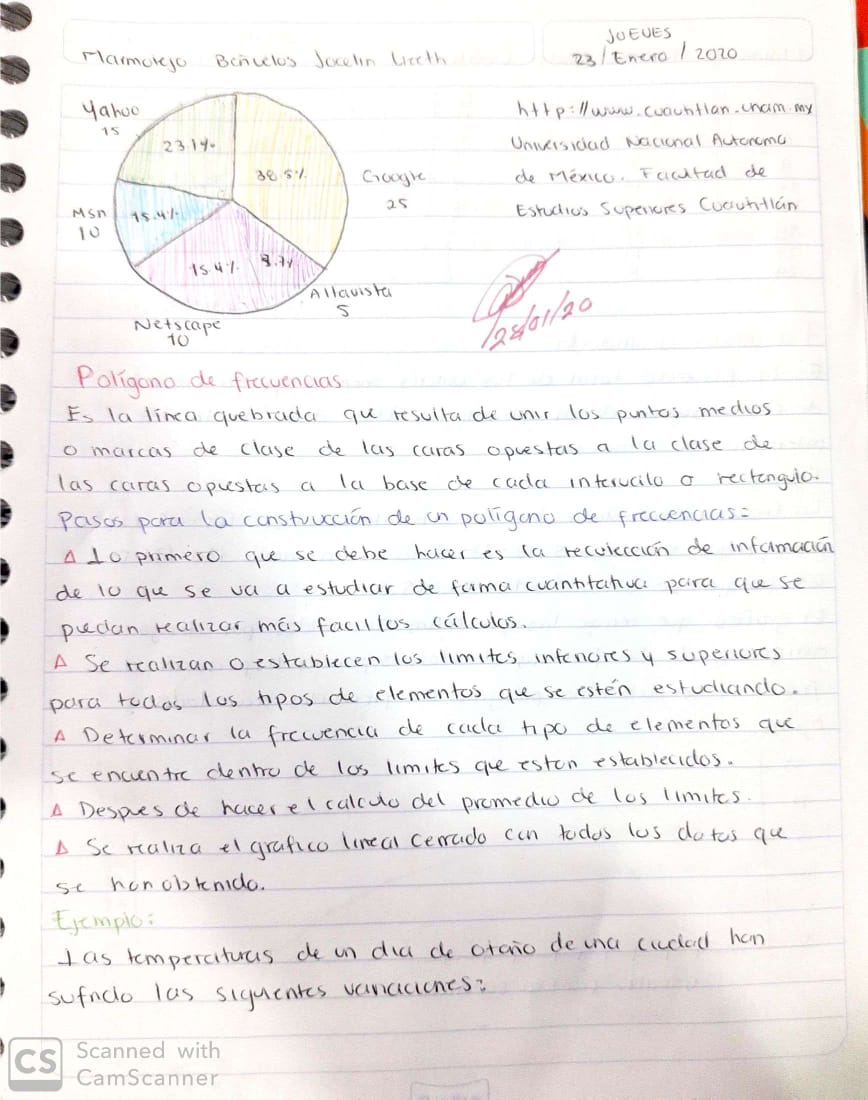 JUEVES
Marmolejo Bañuelos Jocelin Lizeth
23/Enero/2020
Yahoo
15
23.1%
38.5%
Google
25
Msn
10
15.4%
15.4%
Altavista
5
Netscape
10
http://www.cuautitlan.unam.mx
Universidad Nacional Autonoma
de México. Facultad de
Estudios Superiores Cuautitlán
28/01/20
Polígono de frecuencias
Es la línea quebrada que resulta de unir los puntos medios
o marcas de clase de las caras opuestas a la clase de
las caras opuestas a la base de cada intervalo o rectangulo.
Pasos para la construcción de un polígono de frecuencias:
Lo primero que se debe hacer es la recolección de información
de lo que se va a estudiar de forma cuantitativa para que se
puedan realizar más facil los cálculos.
Se realizan o establecen los limites inferiores y superiores
para todos los tipos de elementos que se estén estudiando.
Determinar la frecuencia de cada tipo de elementos que
se encuentre dentro de los limites que esten establecidos.
Despues de hacer el calculo del promedio de los limites.
Se realiza el grafico lineal cerrado con todos los datos que
se han obtenido.
Ejemplo:
Las temperaturas de un dia de otoño de una ciudad han
sufrido las siguientes variaciones:
CS Scanned with
CamScanner